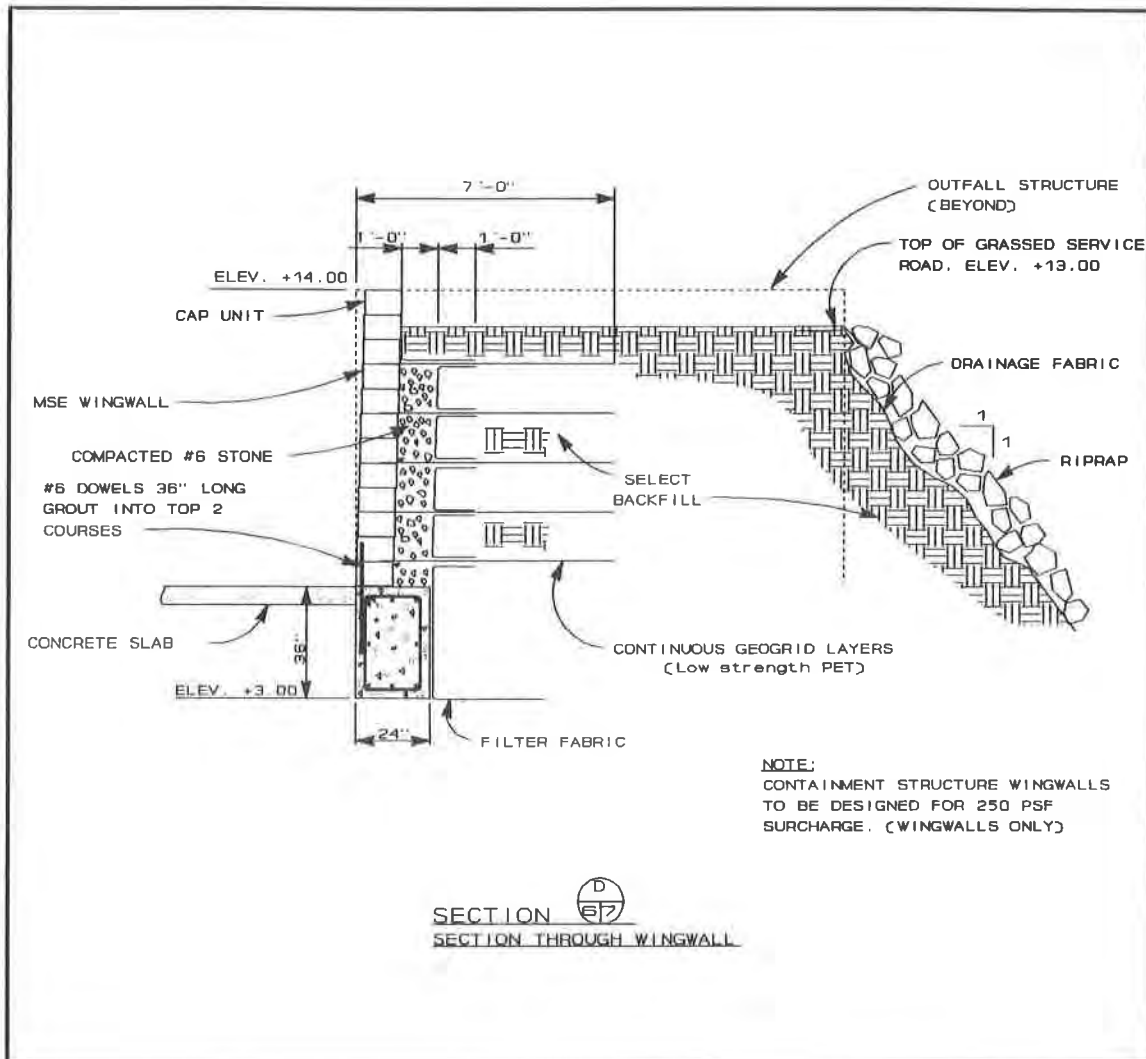 7'-0"
OUTFALL STRUCTURE
(BEYOND)
1'-0"
1'-0"
TOP OF GRASSED SERVICE
ROAD. ELEV. +13.00
ELEV. +14.00
CAP UNIT
DRAINAGE FABRIC
MSE WINGWALL
1
1
COMPACTED #6 STONE
RIPRAP
#6 DOWELS 36" LONG
GROUT INTO TOP 2
COURSES
SELECT
BACKFILL
CONCRETE SLAB
36"
CONTINUOUS GEOGRID LAYERS
(Low strength PET)
ELEV. +3.00
24"
FILTER FABRIC
NOTE:
CONTAINMENT STRUCTURE WINGWALLS
TO BE DESIGNED FOR 250 PSF
SURCHARGE. (WINGWALLS ONLY)
SECTION
D
6 7
SECTION THROUGH WINGWALL